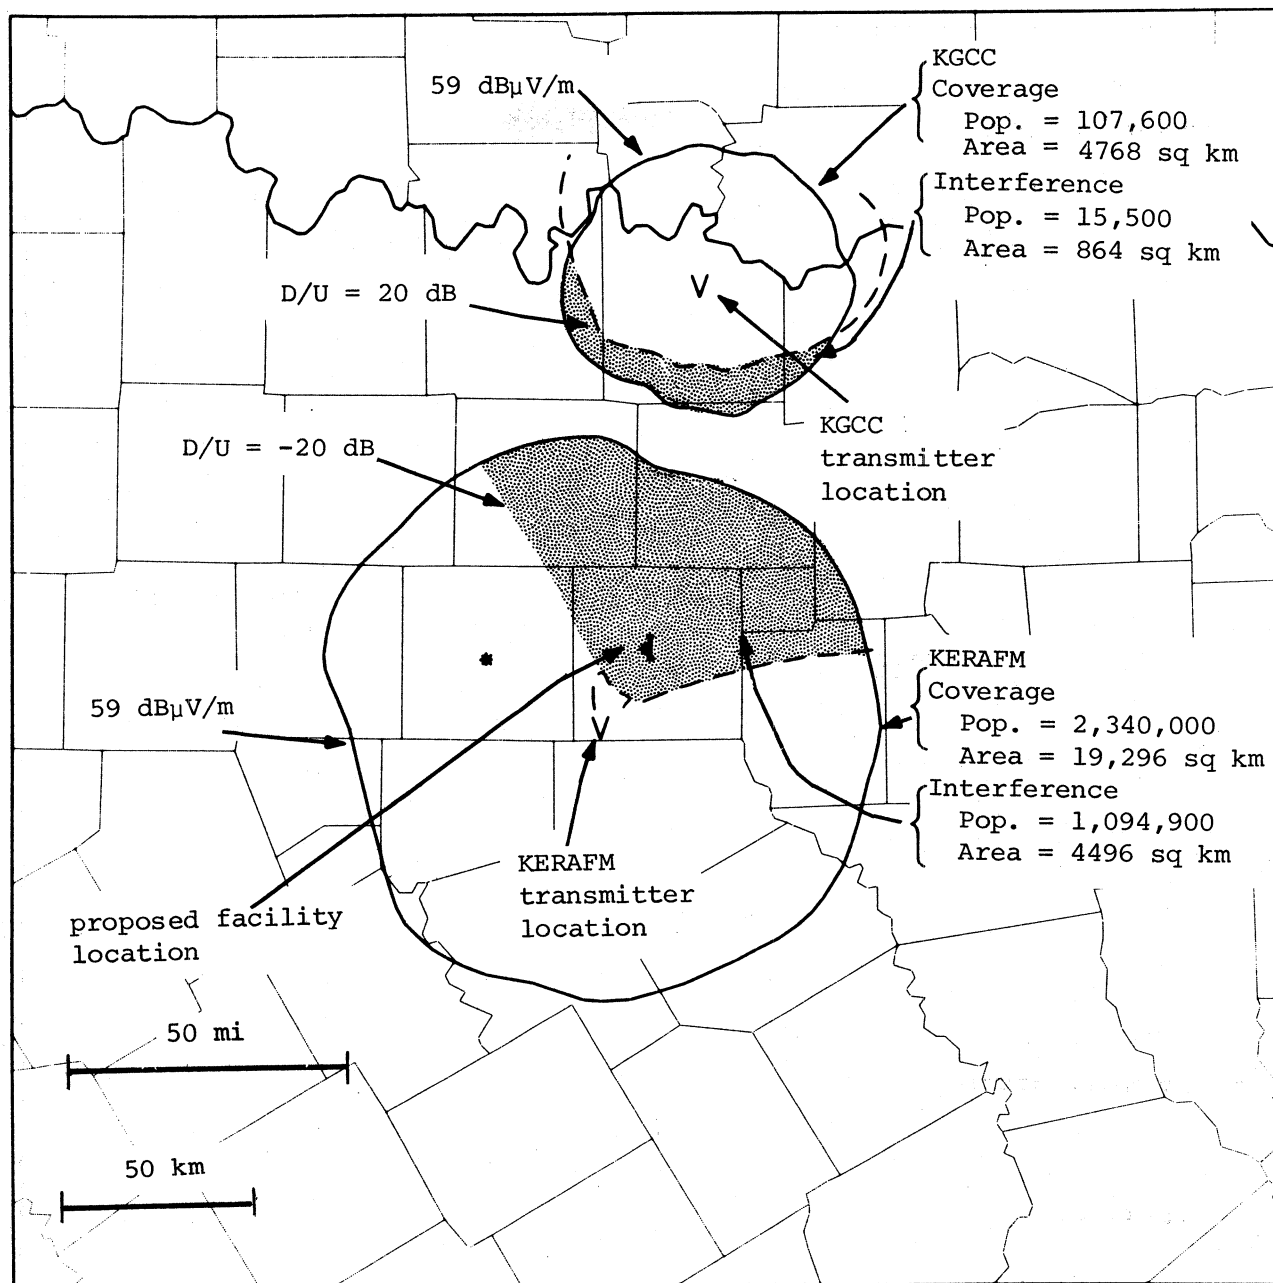 59 dBμV/m
KGCC
Coverage
Pop. = 107,600
Area = 4768 sq km
Interference
Pop. = 15,500
Area = 864 sq km
D/U = 20 dB
V
KGCC
transmitter
location
D/U = -20 dB
*
59 dBμV/m
V
KERAFM
Coverage
Pop. = 2,340,000
Area = 19,296 sq km
Interference
Pop. = 1,094,900
Area = 4496 sq km
KERAFM
transmitter
location
proposed facility
location
50 mi
50 km